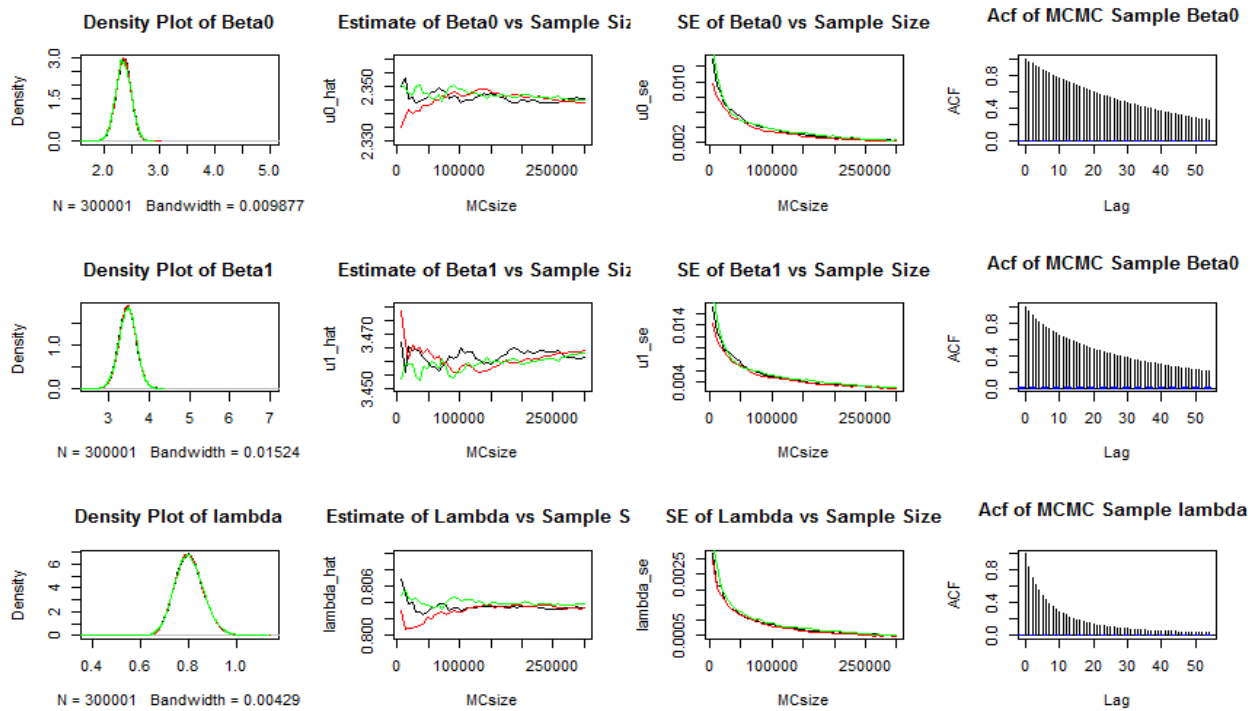 Density Plot of Beta0
Estimate of Beta0 vs Sample Siz
SE of Beta0 vs Sample Size
Acf of MCMC Sample Beta0
Density
0.0 1.5 3.0
2.0 3.0 4.0 5.0
N = 300001 Bandwidth = 0.009877
u0_hat
2.330 2.350
0 100000 250000
MCsize
u0_se
0.002 0.010
0 100000 250000
MCsize
ACF
0.0 0.4 0.8
0 10 20 30 40 50
Lag
Density Plot of Beta1
Estimate of Beta1 vs Sample Siz
SE of Beta1 vs Sample Size
Acf of MCMC Sample Beta0
Density
0.0 1.0
3 4 5 6 7
N = 300001 Bandwidth = 0.01524
u1_hat
3.450 3.470
0 100000 250000
MCsize
u1_se
0.004 0.014
0 100000 250000
MCsize
ACF
0.0 0.4 0.8
0 10 20 30 40 50
Lag
Density Plot of lambda
Estimate of Lambda vs Sample S
SE of Lambda vs Sample Size
Acf of MCMC Sample lambda
Density
0 2 4 6
0.4 0.6 0.8 1.0
N = 300001 Bandwidth = 0.00429
lambda_hat
0.800 0.806
0 100000 250000
MCsize
lambda_se
0.0005 0.0025
0 100000 250000
MCsize
ACF
0.0 0.4 0.8
0 10 20 30 40 50
Lag